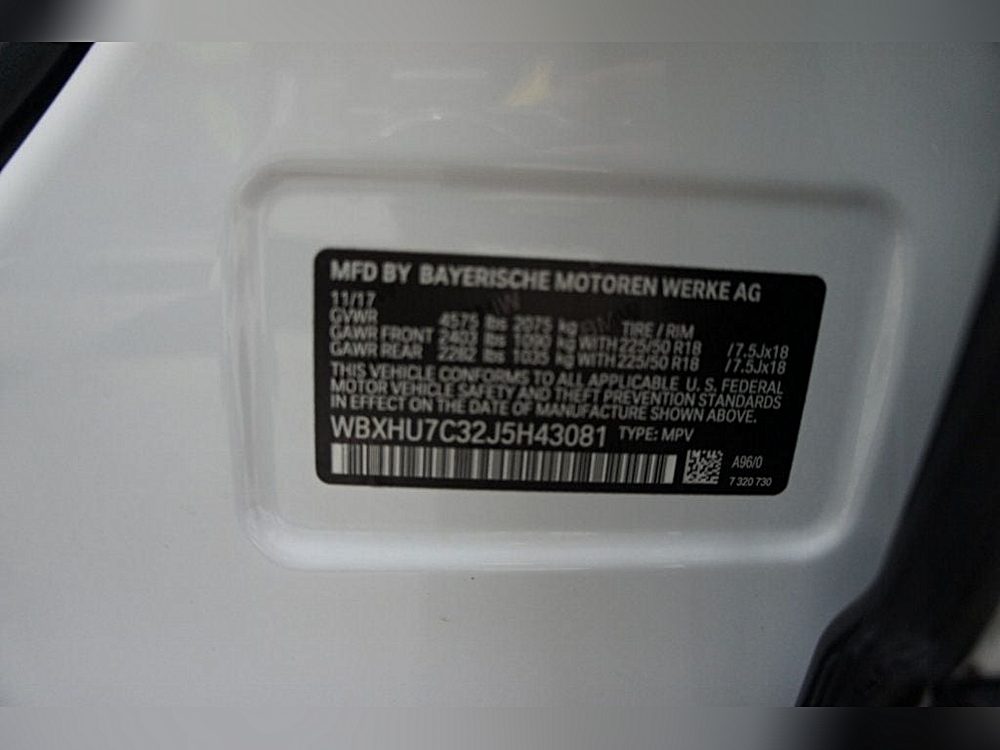 MFD BY BAYERISCHE MOTOREN WERKE AG
11/17
GVWR 4575 lbs 2075 kg TIRE / RIM
GAWR FRONT 2403 lbs 1090 kg WITH 225/50 R18 / 7.5Jx18
GAWR REAR 2282 lbs 1035 kg WITH 225/50 R18 / 7.5Jx18
THIS VEHICLE CONFORMS TO ALL APPLICABLE U. S. FEDERAL
MOTOR VEHICLE SAFETY AND THEFT PREVENTION STANDARDS
IN EFFECT ON THE DATE OF MANUFACTURE SHOWN ABOVE.
WBXHU7C32J5H43081 TYPE: MPV
A96/0
7 320 730